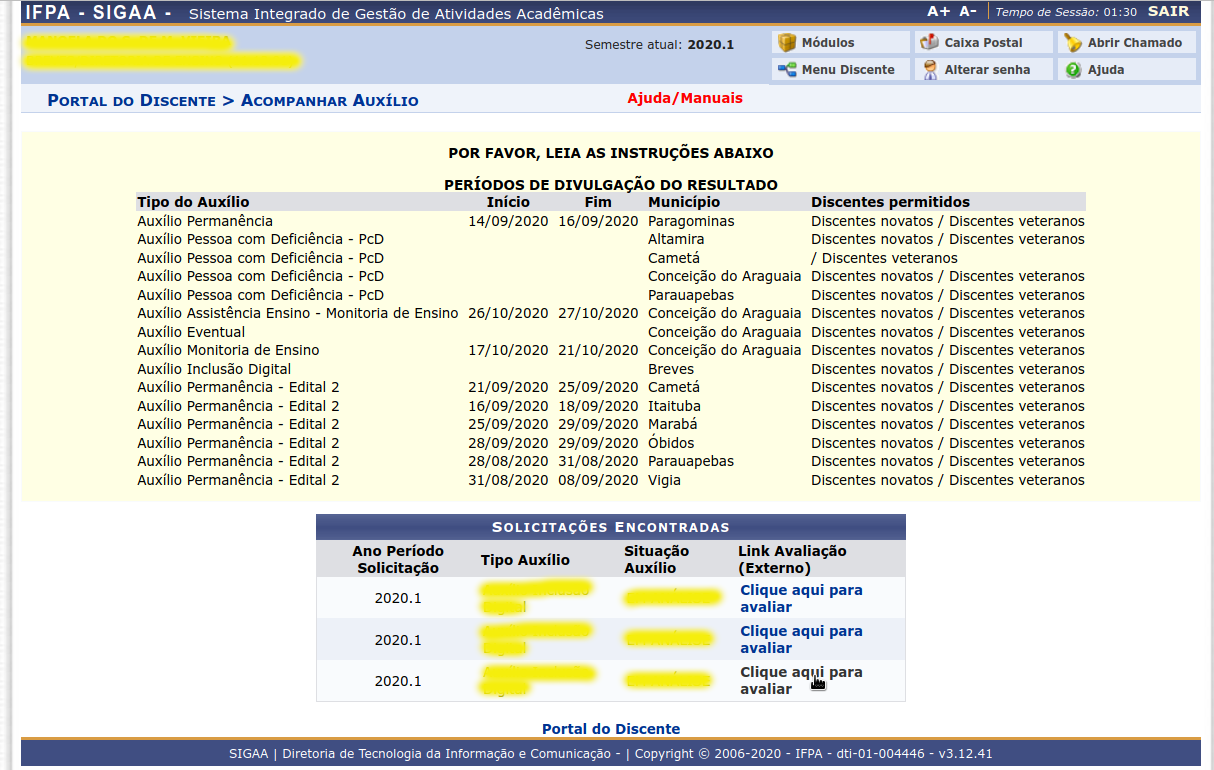 IFPA - SIGAA - Sistema Integrado de Gestão de Atividades Acadêmicas A+ A- Tempo de Sessão: 01:30 SAIR
Semestre atual: 2020.1 Módulos Caixa Postal Abrir Chamado
Menu Discente Alterar senha Ajuda
PORTAL DO DISCENTE > ACOMPANHAR AUXÍLIO Ajuda/Manuais
POR FAVOR, LEIA AS INSTRUÇÕES ABAIXO
PERÍODOS DE DIVULGAÇÃO DO RESULTADO
Tipo do Auxílio Início Fim Município Discentes permitidos
Auxílio Permanência 14/09/2020 16/09/2020 Paragominas Discentes novatos / Discentes veteranos
Auxílio Pessoa com Deficiência - PcD Altamira Discentes novatos / Discentes veteranos
Auxílio Pessoa com Deficiência - PcD Cametá / Discentes veteranos
Auxílio Pessoa com Deficiência - PcD Conceição do Araguaia Discentes novatos / Discentes veteranos
Auxílio Pessoa com Deficiência - PcD Parauapebas Discentes novatos / Discentes veteranos
Auxílio Assistência Ensino - Monitoria de Ensino 26/10/2020 27/10/2020 Conceição do Araguaia Discentes novatos / Discentes veteranos
Auxílio Eventual Conceição do Araguaia Discentes novatos / Discentes veteranos
Auxílio Monitoria de Ensino 17/10/2020 21/10/2020 Conceição do Araguaia Discentes novatos / Discentes veteranos
Auxílio Inclusão Digital Breves Discentes novatos / Discentes veteranos
Auxílio Permanência - Edital 2 21/09/2020 25/09/2020 Cametá Discentes novatos / Discentes veteranos
Auxílio Permanência - Edital 2 16/09/2020 18/09/2020 Itaituba Discentes novatos / Discentes veteranos
Auxílio Permanência - Edital 2 25/09/2020 29/09/2020 Marabá Discentes novatos / Discentes veteranos
Auxílio Permanência - Edital 2 28/09/2020 29/09/2020 Óbidos Discentes novatos / Discentes veteranos
Auxílio Permanência - Edital 2 28/08/2020 31/08/2020 Parauapebas Discentes novatos / Discentes veteranos
Auxílio Permanência - Edital 2 31/08/2020 08/09/2020 Vigia Discentes novatos / Discentes veteranos
SOLICITAÇÕES ENCONTRADAS
Ano Período Solicitação Tipo Auxílio Situação Auxílio Link Avaliação (Externo)
2020.1 Clique aqui para avaliar
2020.1 Clique aqui para avaliar
2020.1 Clique aqui para avaliar
Portal do Discente
SIGAA | Diretoria de Tecnologia da Informação e Comunicação - | Copyright © 2006-2020 - IFPA - dti-01-004446 - v3.12.41